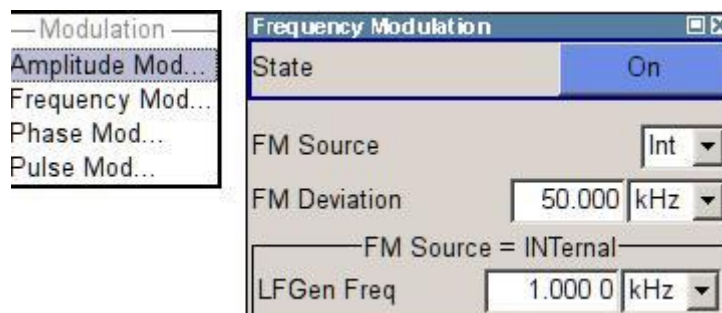 Modulation
Amplitude Mod...
Frequency Mod...
Phase Mod...
Pulse Mod...
Frequency Modulation
State On
FM Source Int
FM Deviation 50.000 kHz
FM Source = INTernal
LFGen Freq 1.000 0 kHz